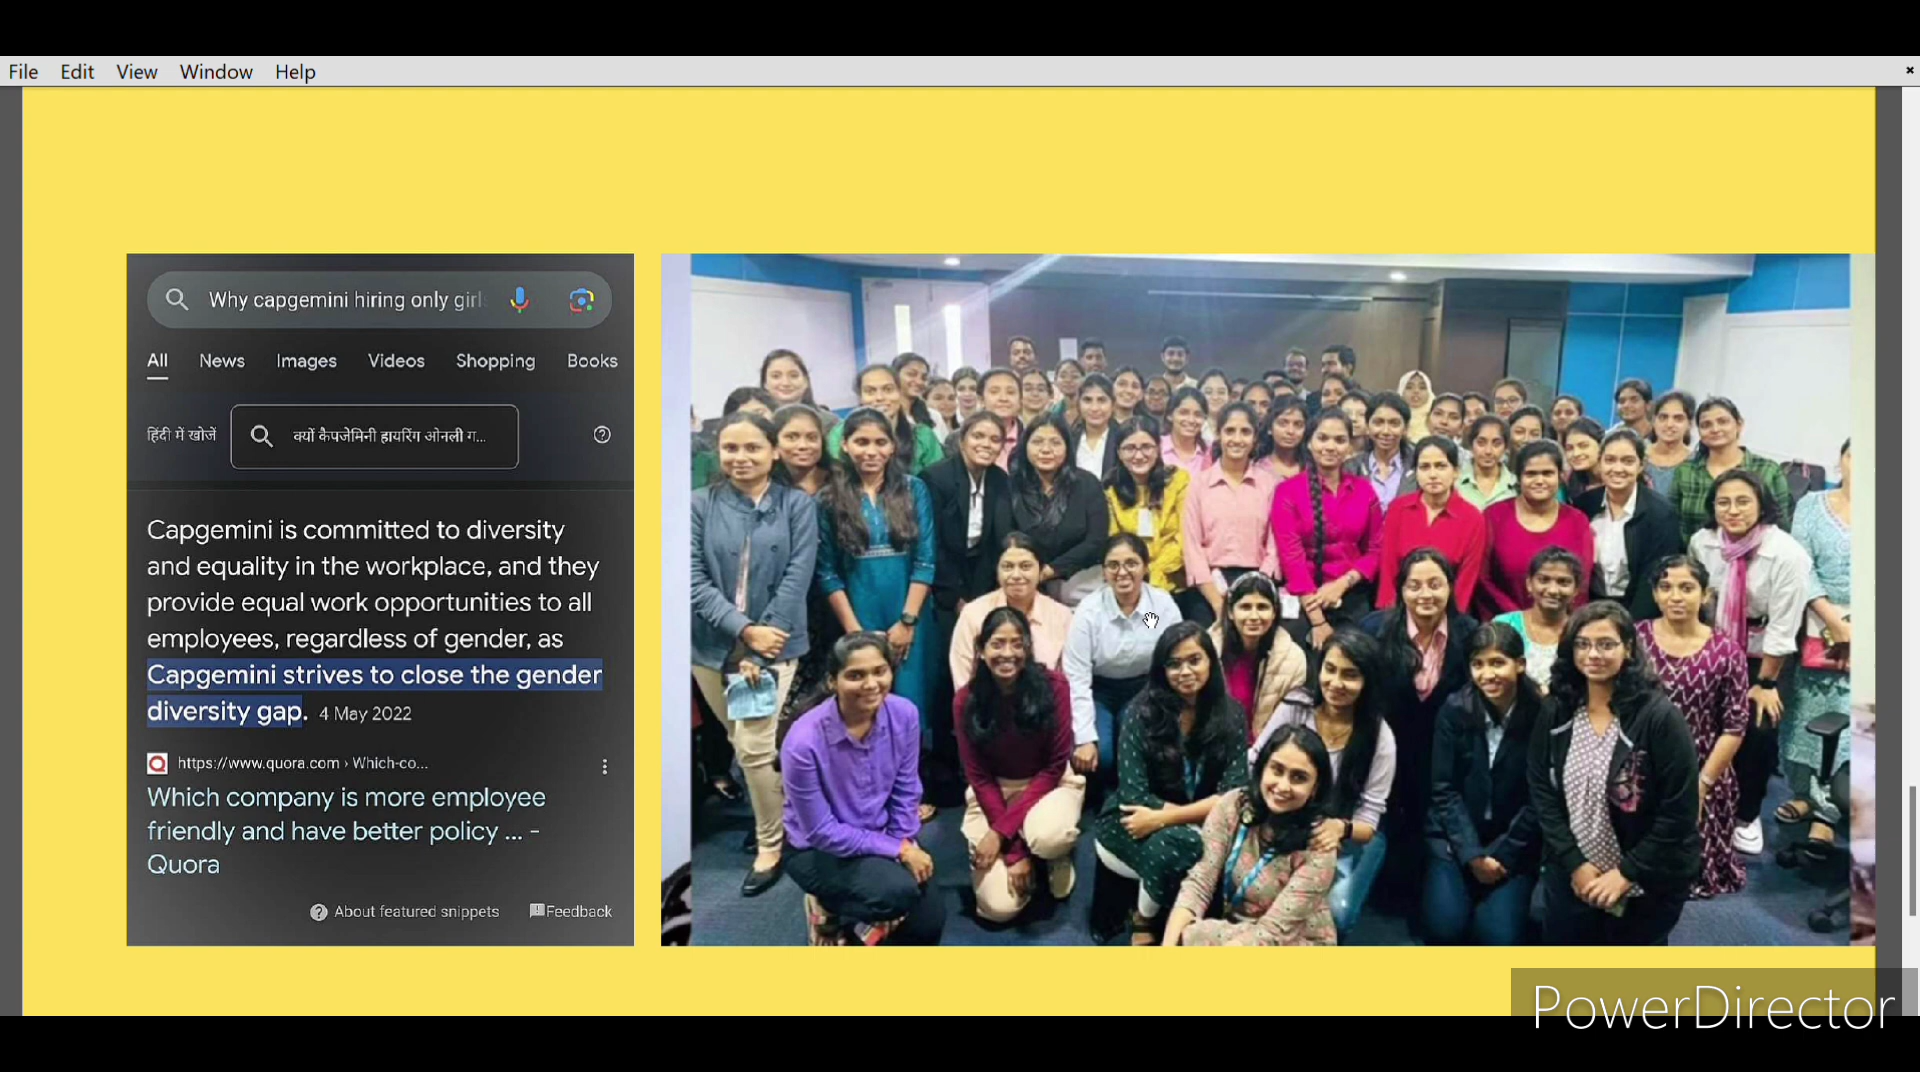 File Edit View Window Help
Why capgemini hiring only girl
All News Images Videos Shopping Books
हिंदी में खोजें
क्यों कैपजेमिनी हायरिंग ओनली ग...
Capgemini is committed to diversity
and equality in the workplace, and they
provide equal work opportunities to all
employees, regardless of gender, as
Capgemini strives to close the gender
diversity gap. 4 May 2022
https://www.quora.com › Which-co...
Which company is more employee
friendly and have better policy ... -
Quora
About featured snippets Feedback
PowerDirector